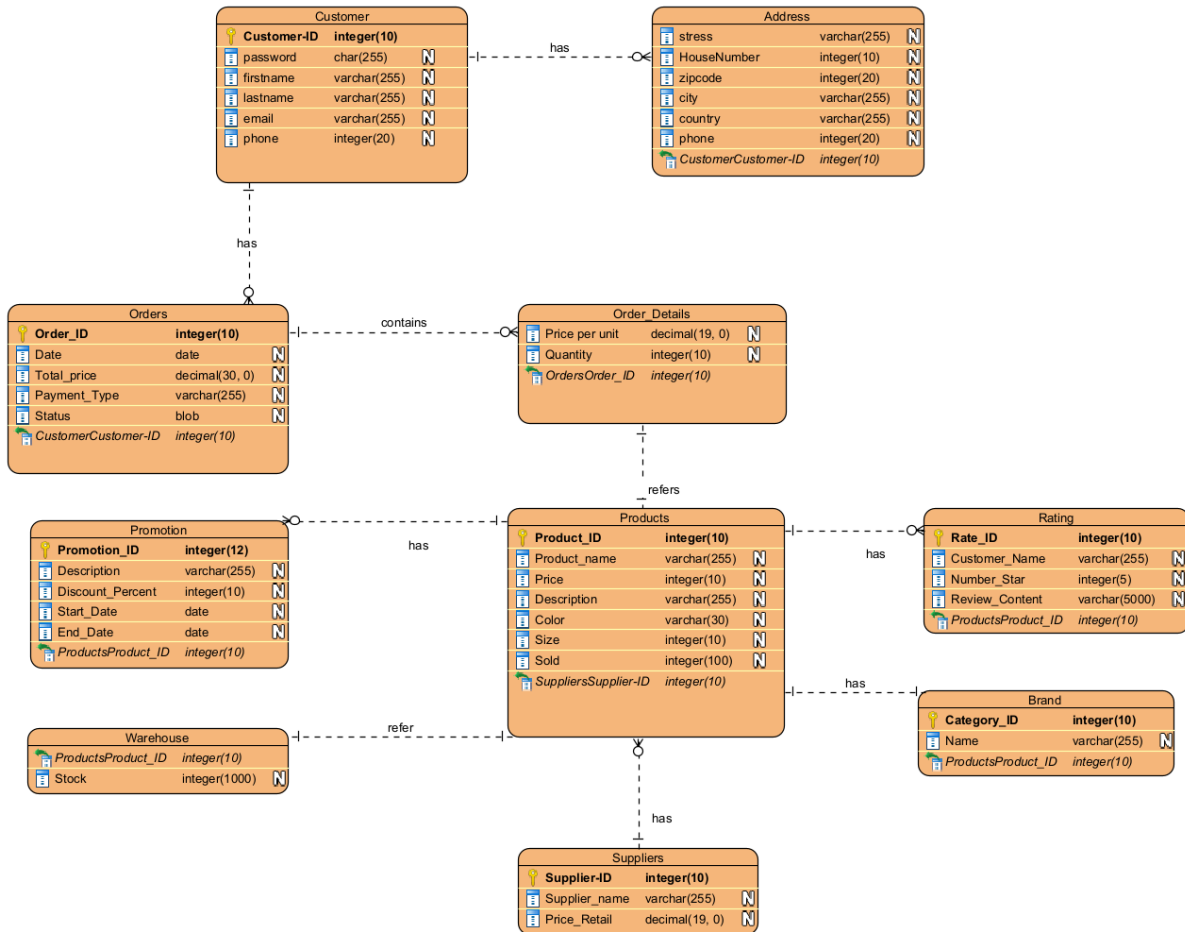 Customer
Customer-ID integer(10)
password char(255) N
firstname varchar(255) N
lastname varchar(255) N
email varchar(255) N
phone integer(20) N
has
Address
stress varchar(255) N
HouseNumber integer(10) N
zipcode integer(20) N
city varchar(255) N
country varchar(255) N
phone integer(20) N
CustomerCustomer-ID integer(10)
has
Orders
Order_ID integer(10)
Date date N
Total_price decimal(30, 0) N
Payment_Type varchar(255) N
Status blob N
CustomerCustomer-ID integer(10)
contains
Order_Details
Price per unit decimal(19, 0) N
Quantity integer(10) N
OrdersOrder_ID integer(10)
refers
Promotion
Promotion_ID integer(12)
Description varchar(255) N
Discount_Percent integer(10) N
Start_Date date N
End_Date date N
ProductsProduct_ID integer(10)
has
Products
Product_ID integer(10)
Product_name varchar(255) N
Price integer(10) N
Description varchar(255) N
Color varchar(30) N
Size integer(10) N
Sold integer(100) N
SuppliersSupplier-ID integer(10)
has
Rating
Rate_ID integer(10)
Customer_Name varchar(255) N
Number_Star integer(5) N
Review_Content varchar(5000) N
ProductsProduct_ID integer(10)
has
Brand
Category_ID integer(10)
Name varchar(255) N
ProductsProduct_ID integer(10)
refer
Warehouse
ProductsProduct_ID integer(10)
Stock integer(1000) N
has
Suppliers
Supplier-ID integer(10)
Supplier_name varchar(255) N
Price_Retail decimal(19, 0) N